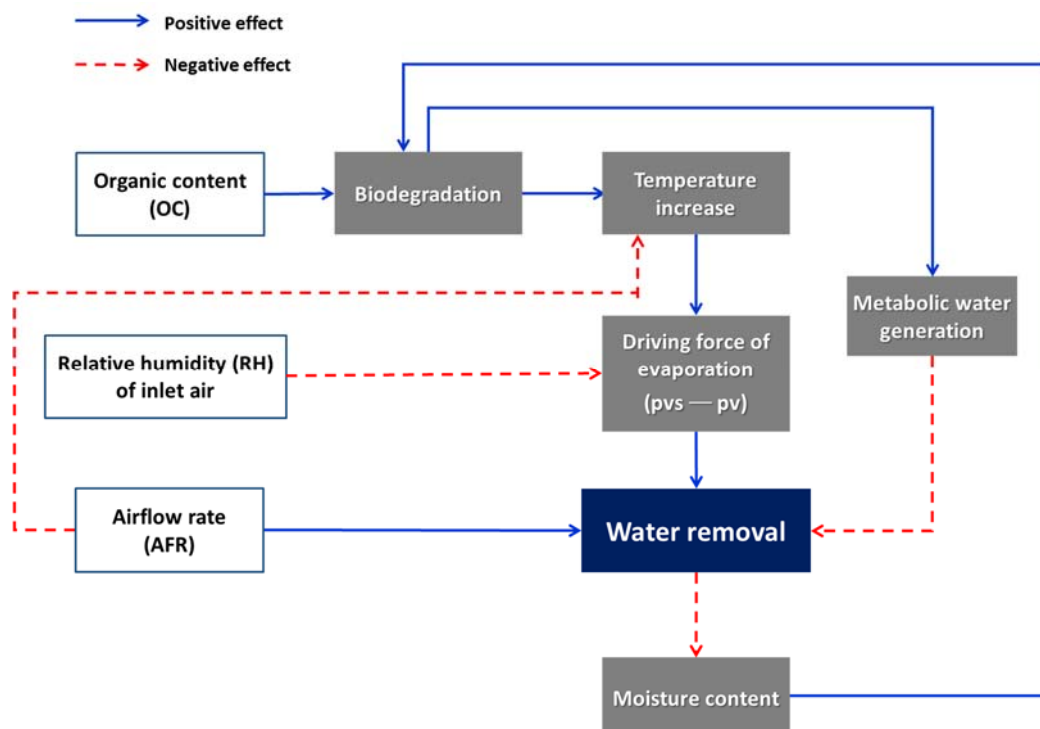 Positive effect
Negative effect
Organic content
(OC)
Biodegradation
Temperature
increase
Metabolic water
generation
Relative humidity (RH)
of inlet air
Driving force of
evaporation
(pvs — pv)
Airflow rate
(AFR)
Water removal
Moisture content